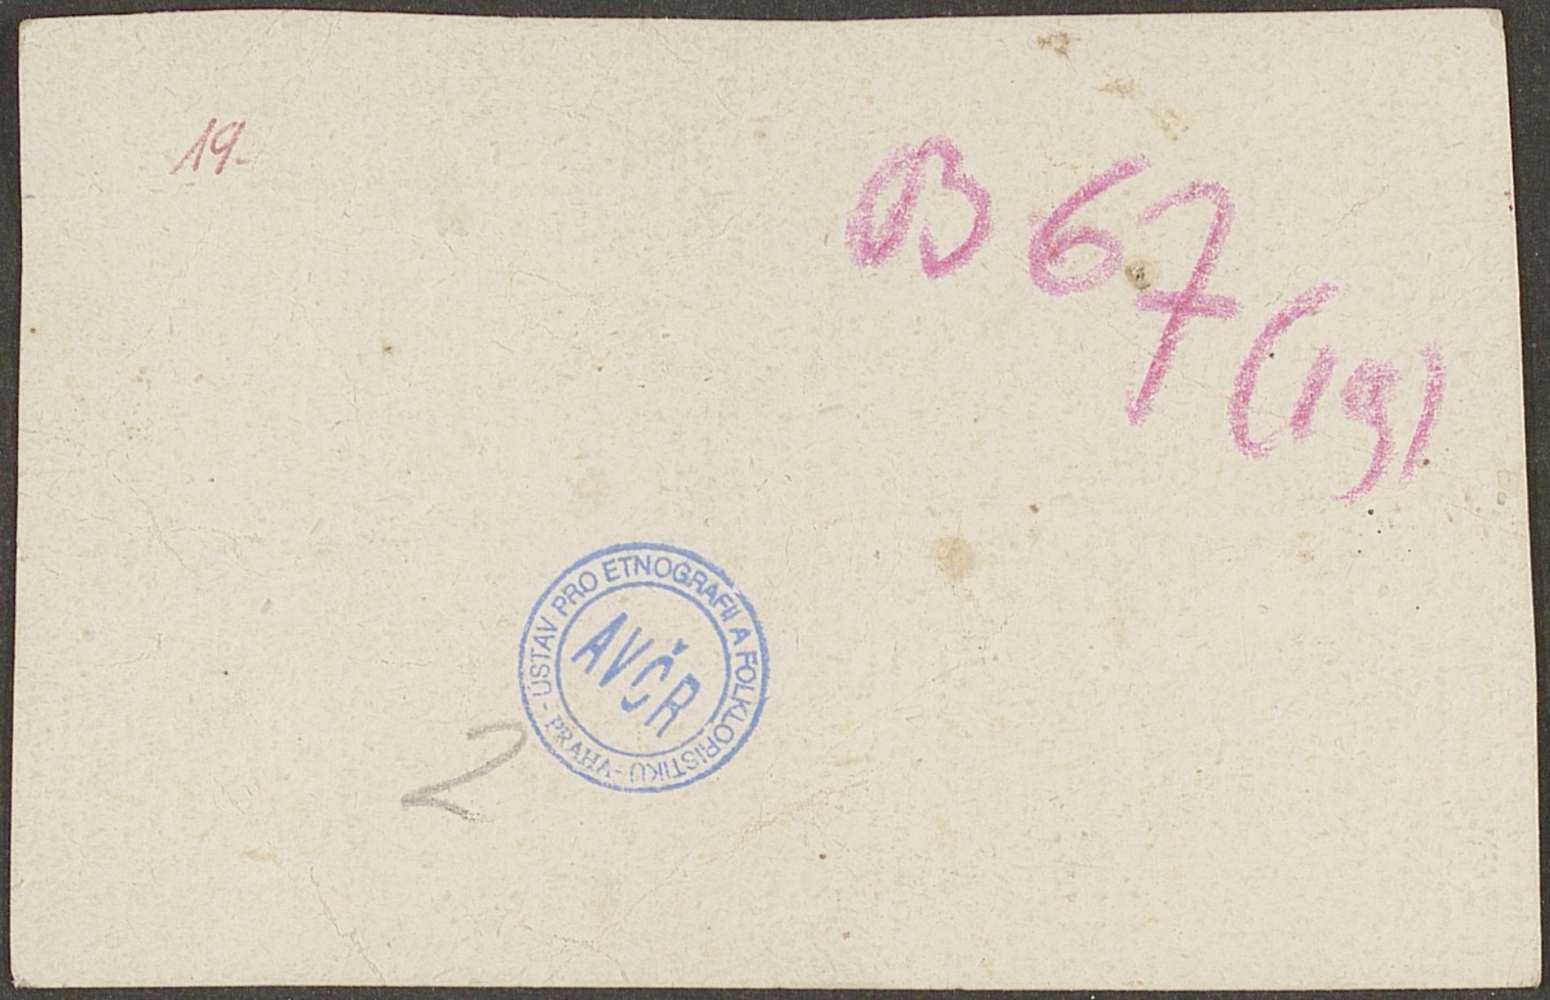 19.
B 67 (19)
ÚSTAV PRO ETNOGRAFII A FOLKLORISTIKU - PRAHA -
AVČR
2